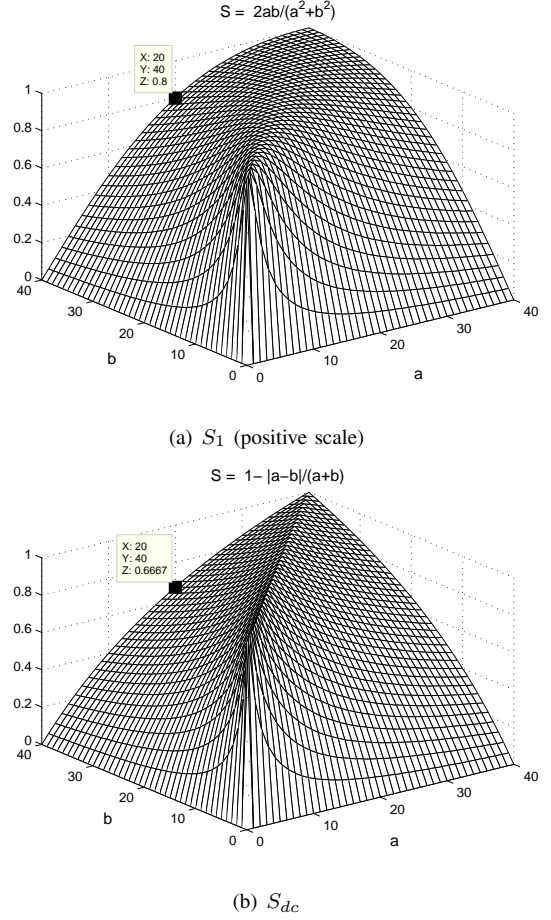 S = 2ab/(a²+b²)
X: 20
Y: 40
Z: 0.8
1
0.8
0.6
0.4
0.2
0
40
30
20
10
0
b
0
10
20
30
40
a
(a) S₁ (positive scale)
S = 1− |a−b|/(a+b)
X: 20
Y: 40
Z: 0.6667
1
0.8
0.6
0.4
0.2
0
40
30
20
10
0
b
0
10
20
30
40
a
(b) S_dc